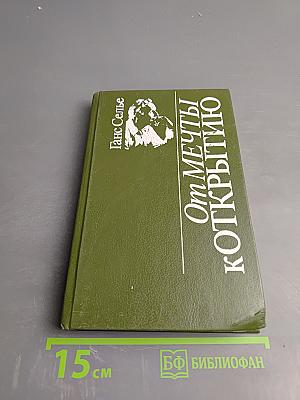 Ганс Селье
От МЕЧТЫ
к ОТКРЫТИЮ
15 см
БФ БИБЛИОФАН